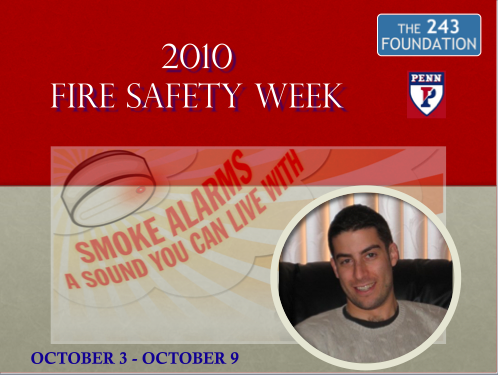 THE 243
FOUNDATION
2010
FIRE SAFETY WEEK
PENN
P
SMOKE ALARMS
A SOUND YOU CAN LIVE WITH
OCTOBER 3 - OCTOBER 9